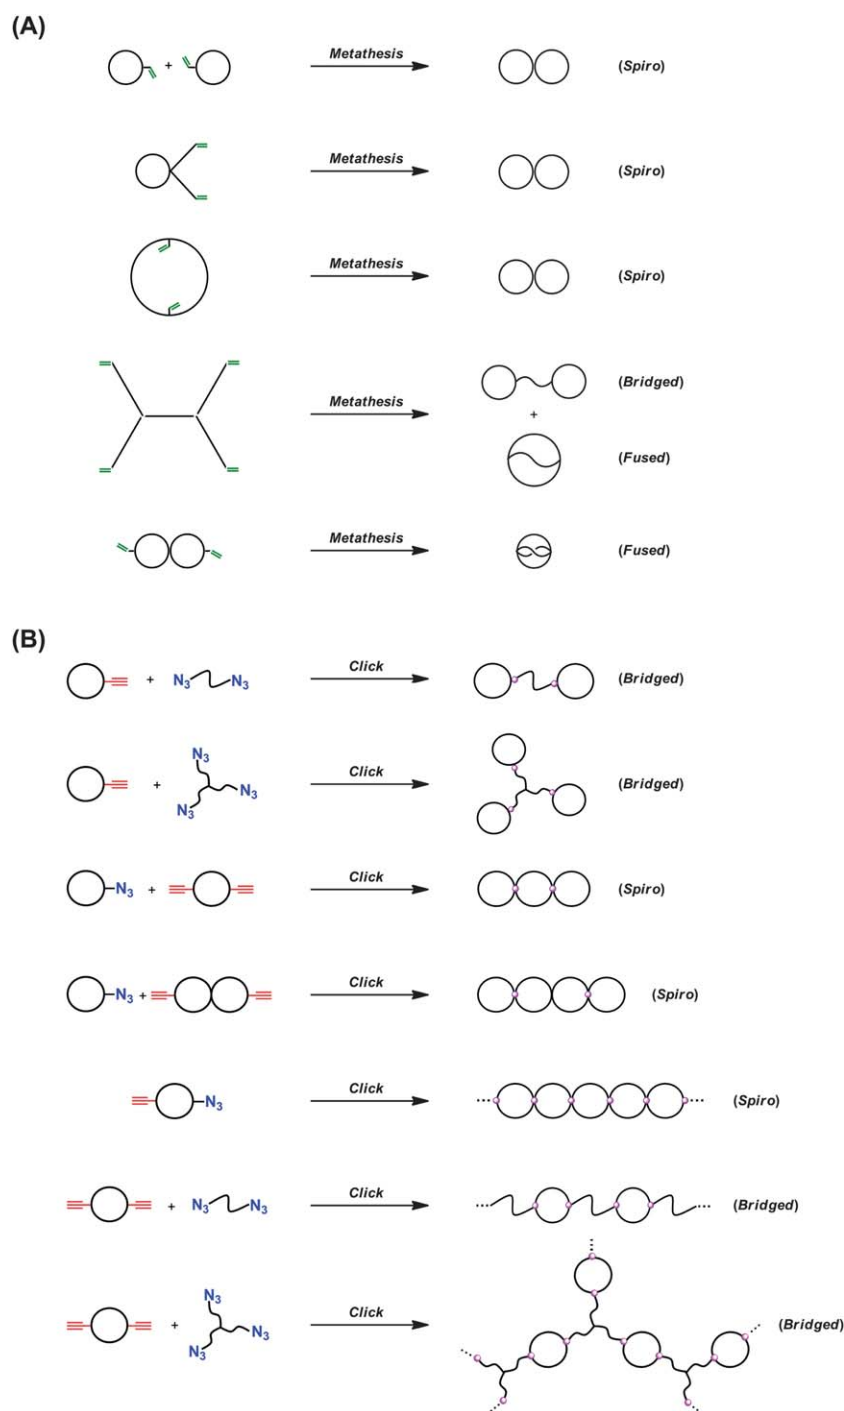 (A)
+ Metathesis (Spiro)
Metathesis (Spiro)
Metathesis (Spiro)
Metathesis (Bridged)
+
(Fused)
Metathesis (Fused)
(B)
+ N3 N3 Click (Bridged)
+ N3 N3 N3 Click (Bridged)
N3 + Click (Spiro)
N3 + Click (Spiro)
N3 Click (Spiro)
+ N3 N3 Click (Bridged)
+ N3 N3 N3 Click (Bridged)